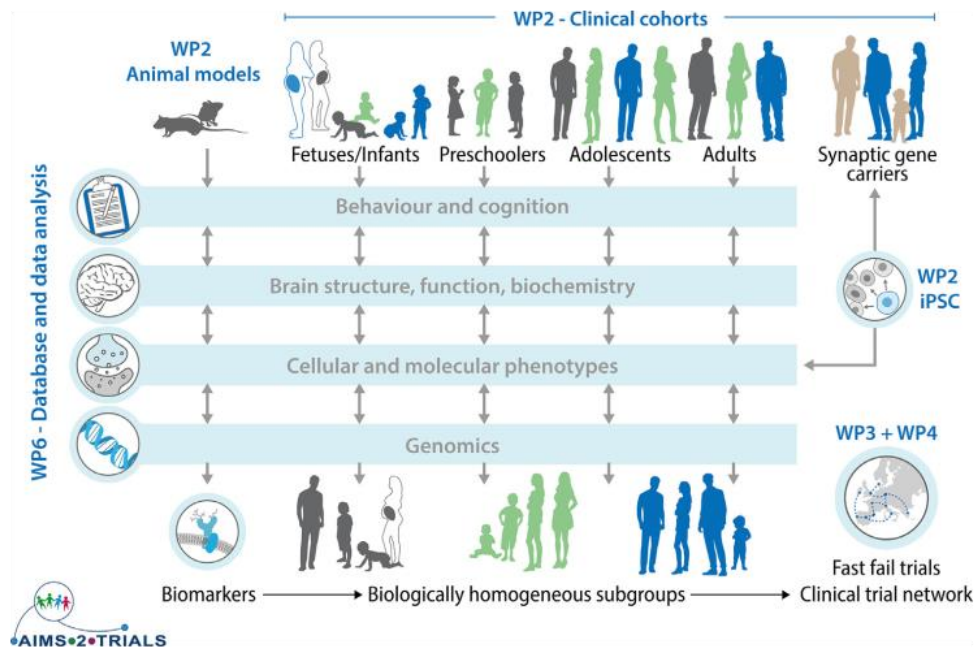 WP2 - Clinical cohorts
WP2
Animal models
Fetuses/Infants
Preschoolers
Adolescents
Adults
Synaptic gene
carriers
WP6 - Database and data analysis
Behaviour and cognition
Brain structure, function, biochemistry
WP2
iPSC
Cellular and molecular phenotypes
Genomics
WP3 + WP4
Biomarkers
Biologically homogeneous subgroups
Fast fail trials
Clinical trial network
AIMS•2•TRIALS